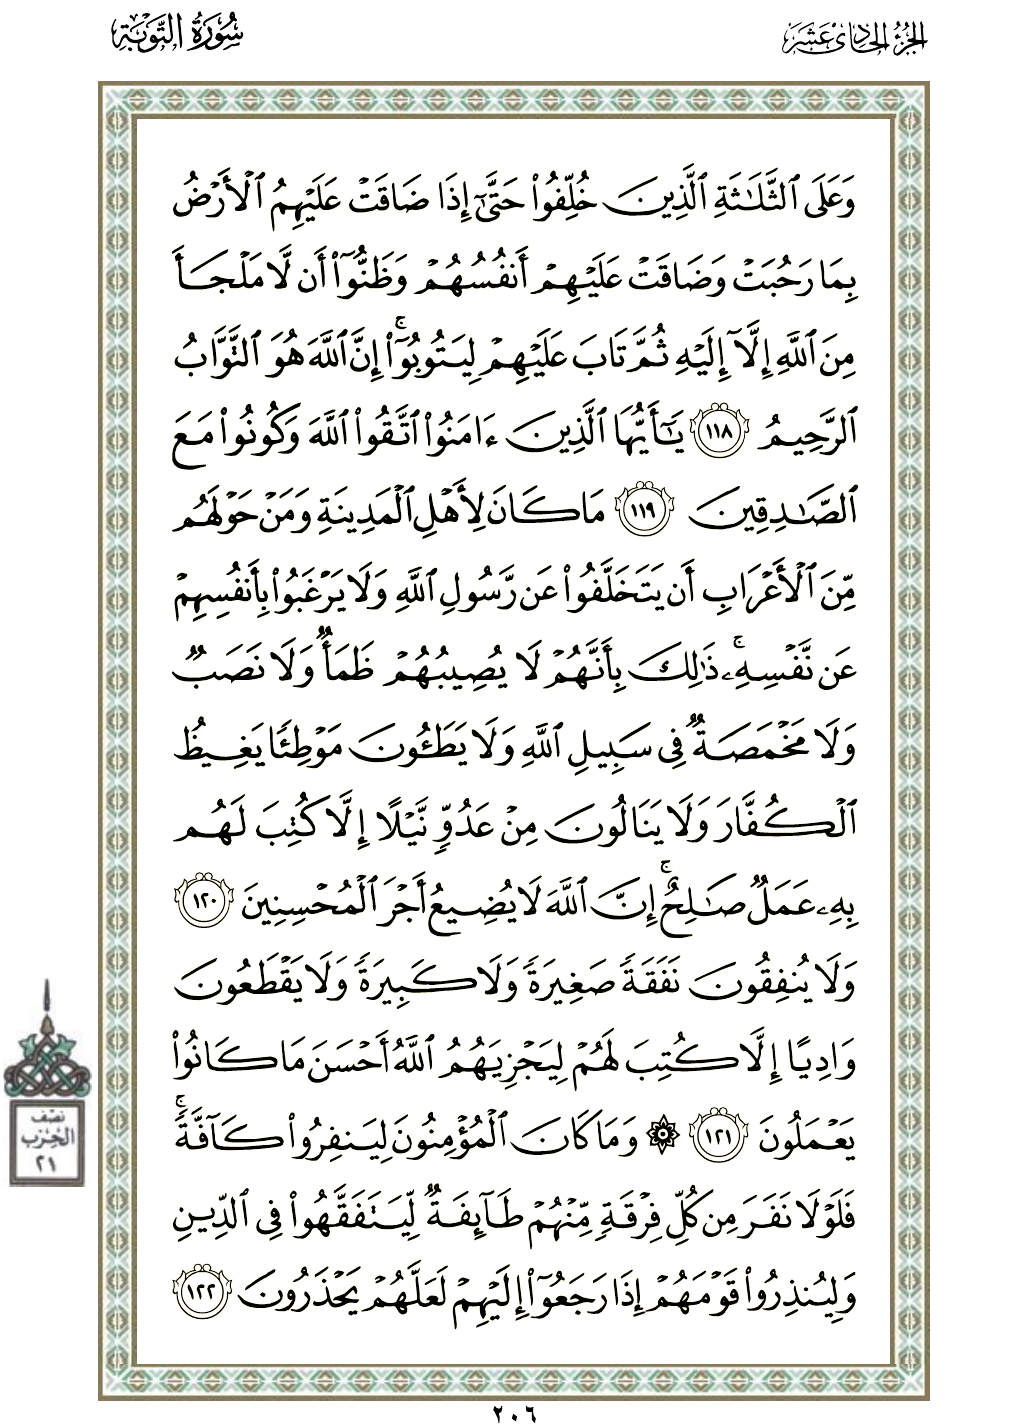 الجزء الحادي عشر
سورة التوبة
وَعَلَى ٱلثَّلَٰثَةِ ٱلَّذِينَ خُلِّفُوا۟ حَتَّىٰٓ إِذَا ضَاقَتْ عَلَيْهِمُ ٱلْأَرْضُ
بِمَا رَحُبَتْ وَضَاقَتْ عَلَيْهِمْ أَنفُسُهُمْ وَظَنُّوٓا۟ أَن لَّا مَلْجَأَ
مِنَ ٱللَّهِ إِلَّآ إِلَيْهِ ثُمَّ تَابَ عَلَيْهِمْ لِيَتُوبُوٓا۟ ۚ إِنَّ ٱللَّهَ هُوَ ٱلتَّوَّابُ
ٱلرَّحِيمُ ١١٨ يَٰٓأَيُّهَا ٱلَّذِينَ ءَامَنُوا۟ ٱتَّقُوا۟ ٱللَّهَ وَكُونُوا۟ مَعَ
ٱلصَّٰدِقِينَ ١١٩ مَا كَانَ لِأَهْلِ ٱلْمَدِينَةِ وَمَنْ حَوْلَهُم
مِّنَ ٱلْأَعْرَابِ أَن يَتَخَلَّفُوا۟ عَن رَّسُولِ ٱللَّهِ وَلَا يَرْغَبُوا۟ بِأَنفُسِهِمْ
عَن نَّفْسِهِۦ ۚ ذَٰلِكَ بِأَنَّهُمْ لَا يُصِيبُهُمْ ظَمَأٌ وَلَا نَصَبٌ
وَلَا مَخْمَصَةٌ فِى سَبِيلِ ٱللَّهِ وَلَا يَطَـُٔونَ مَوْطِئًا يَغِيظُ
ٱلْكُفَّارَ وَلَا يَنَالُونَ مِنْ عَدُوٍّ نَّيْلًا إِلَّا كُتِبَ لَهُم
بِهِۦ عَمَلٌ صَٰلِحٌ ۚ إِنَّ ٱللَّهَ لَا يُضِيعُ أَجْرَ ٱلْمُحْسِنِينَ ١٢٠
وَلَا يُنفِقُونَ نَفَقَةً صَغِيرَةً وَلَا كَبِيرَةً وَلَا يَقْطَعُونَ
وَادِيًا إِلَّا كُتِبَ لَهُمْ لِيَجْزِيَهُمُ ٱللَّهُ أَحْسَنَ مَا كَانُوا۟
يَعْمَلُونَ ١٢١ ۞ وَمَا كَانَ ٱلْمُؤْمِنُونَ لِيَنفِرُوا۟ كَآفَّةً ۚ
فَلَوْلَا نَفَرَ مِن كُلِّ فِرْقَةٍ مِّنْهُمْ طَآئِفَةٌ لِّيَتَفَقَّهُوا۟ فِى ٱلدِّينِ
وَلِيُنذِرُوا۟ قَوْمَهُمْ إِذَا رَجَعُوٓا۟ إِلَيْهِمْ لَعَلَّهُمْ يَحْذَرُونَ ١٢٢
نصف
الحزب
٢١
٢٠٦